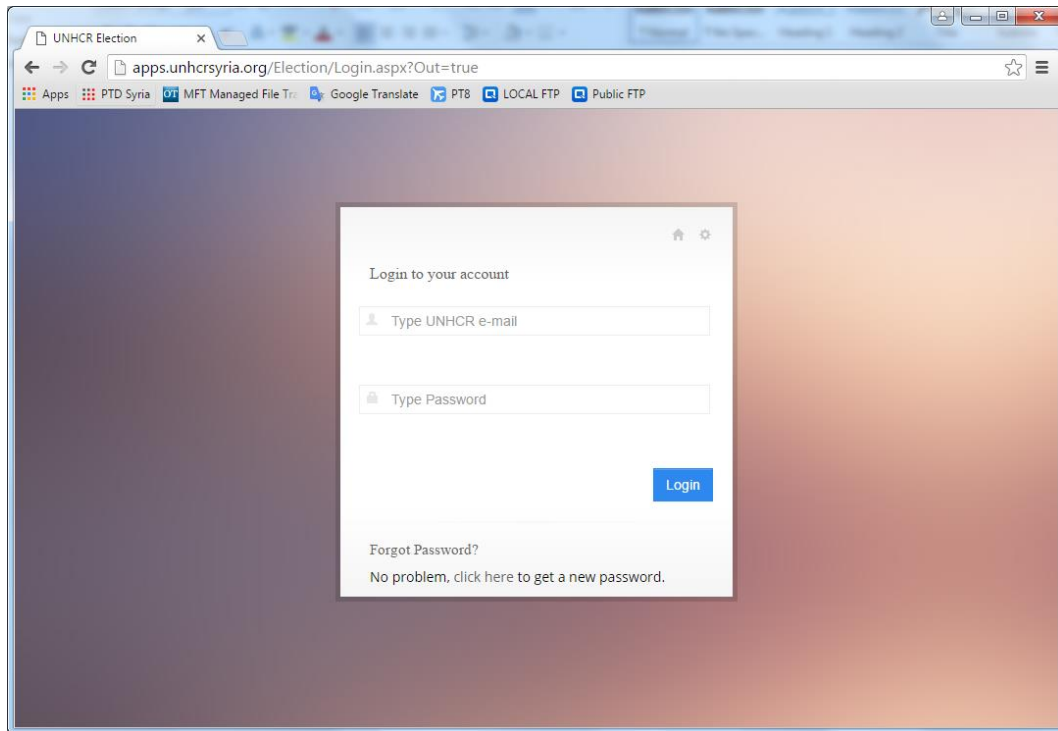 UNHCR Election
apps.unhcrsyria.org/Election/Login.aspx?Out=true
Apps PTD Syria MFT Managed File Google Translate PT8 LOCAL FTP Public FTP
Login to your account
Type UNHCR e-mail
Type Password
Login
Forgot Password?
No problem, click here to get a new password.